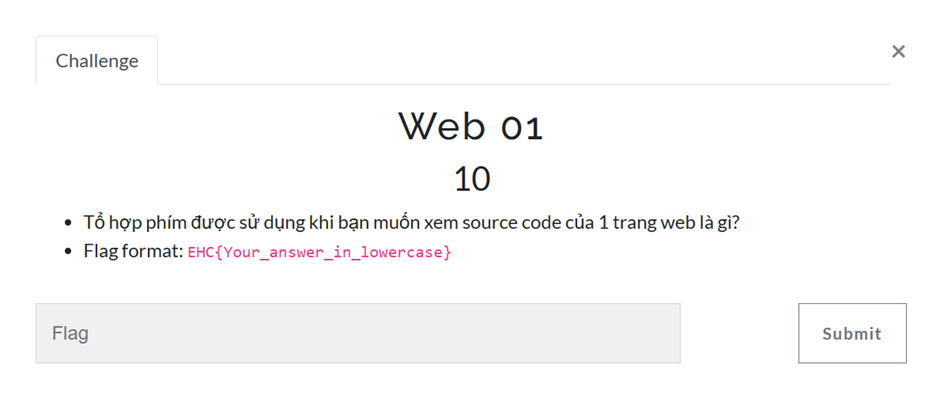 Challenge
×
Web 01
10
• Tổ hợp phím được sử dụng khi bạn muốn xem source code của 1 trang web là gì?
• Flag format: EHC{Your_answer_in_lowercase}
Flag
Submit